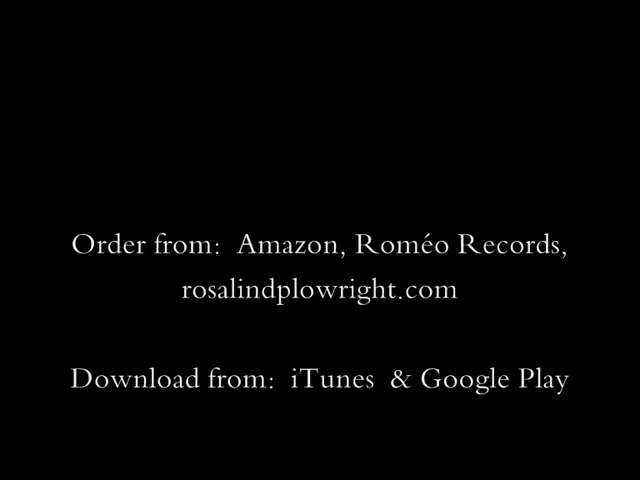 Order from:  Amazon, Roméo Records,
rosalindplowright.com
Download from:  iTunes  & Google Play